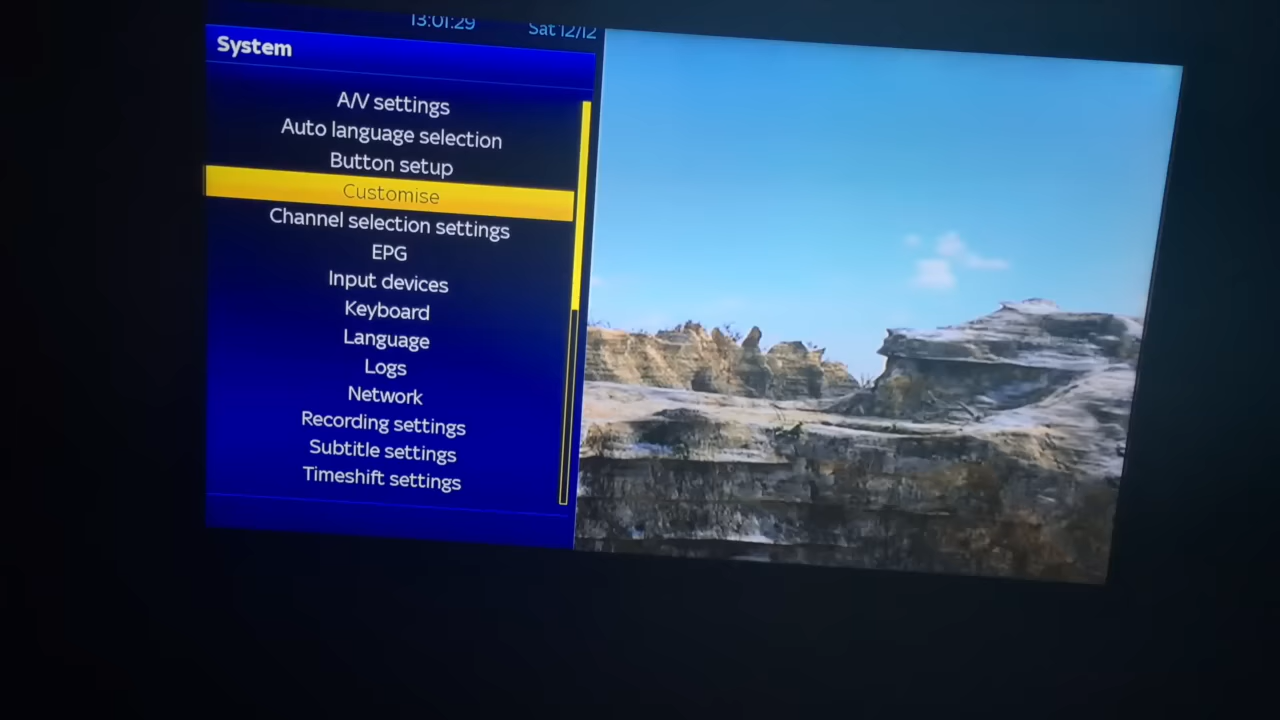 13:01:29 Sat 12/12
System
A/V settings
Auto language selection
Button setup
Customise
Channel selection settings
EPG
Input devices
Keyboard
Language
Logs
Network
Recording settings
Subtitle settings
Timeshift settings